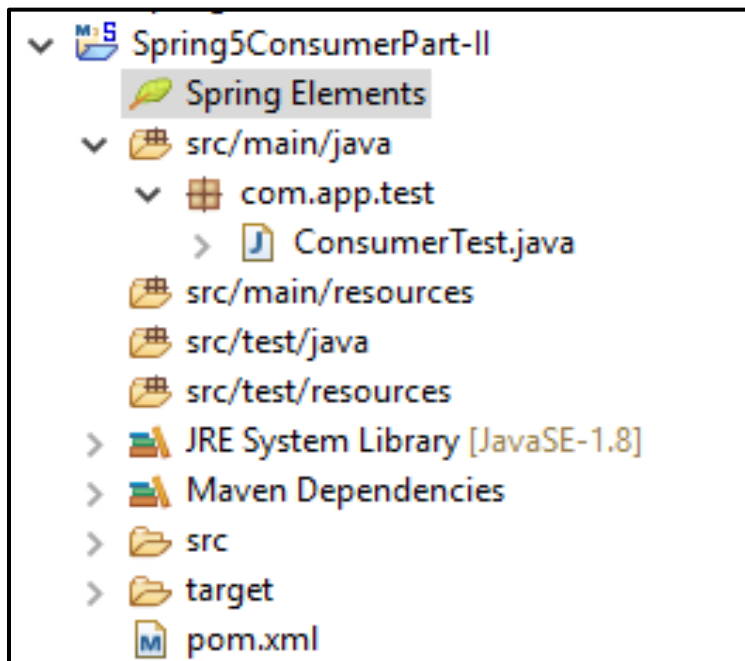 Spring5ConsumerPart-II
Spring Elements
src/main/java
com.app.test
ConsumerTest.java
src/main/resources
src/test/java
src/test/resources
JRE System Library [JavaSE-1.8]
Maven Dependencies
src
target
pom.xml